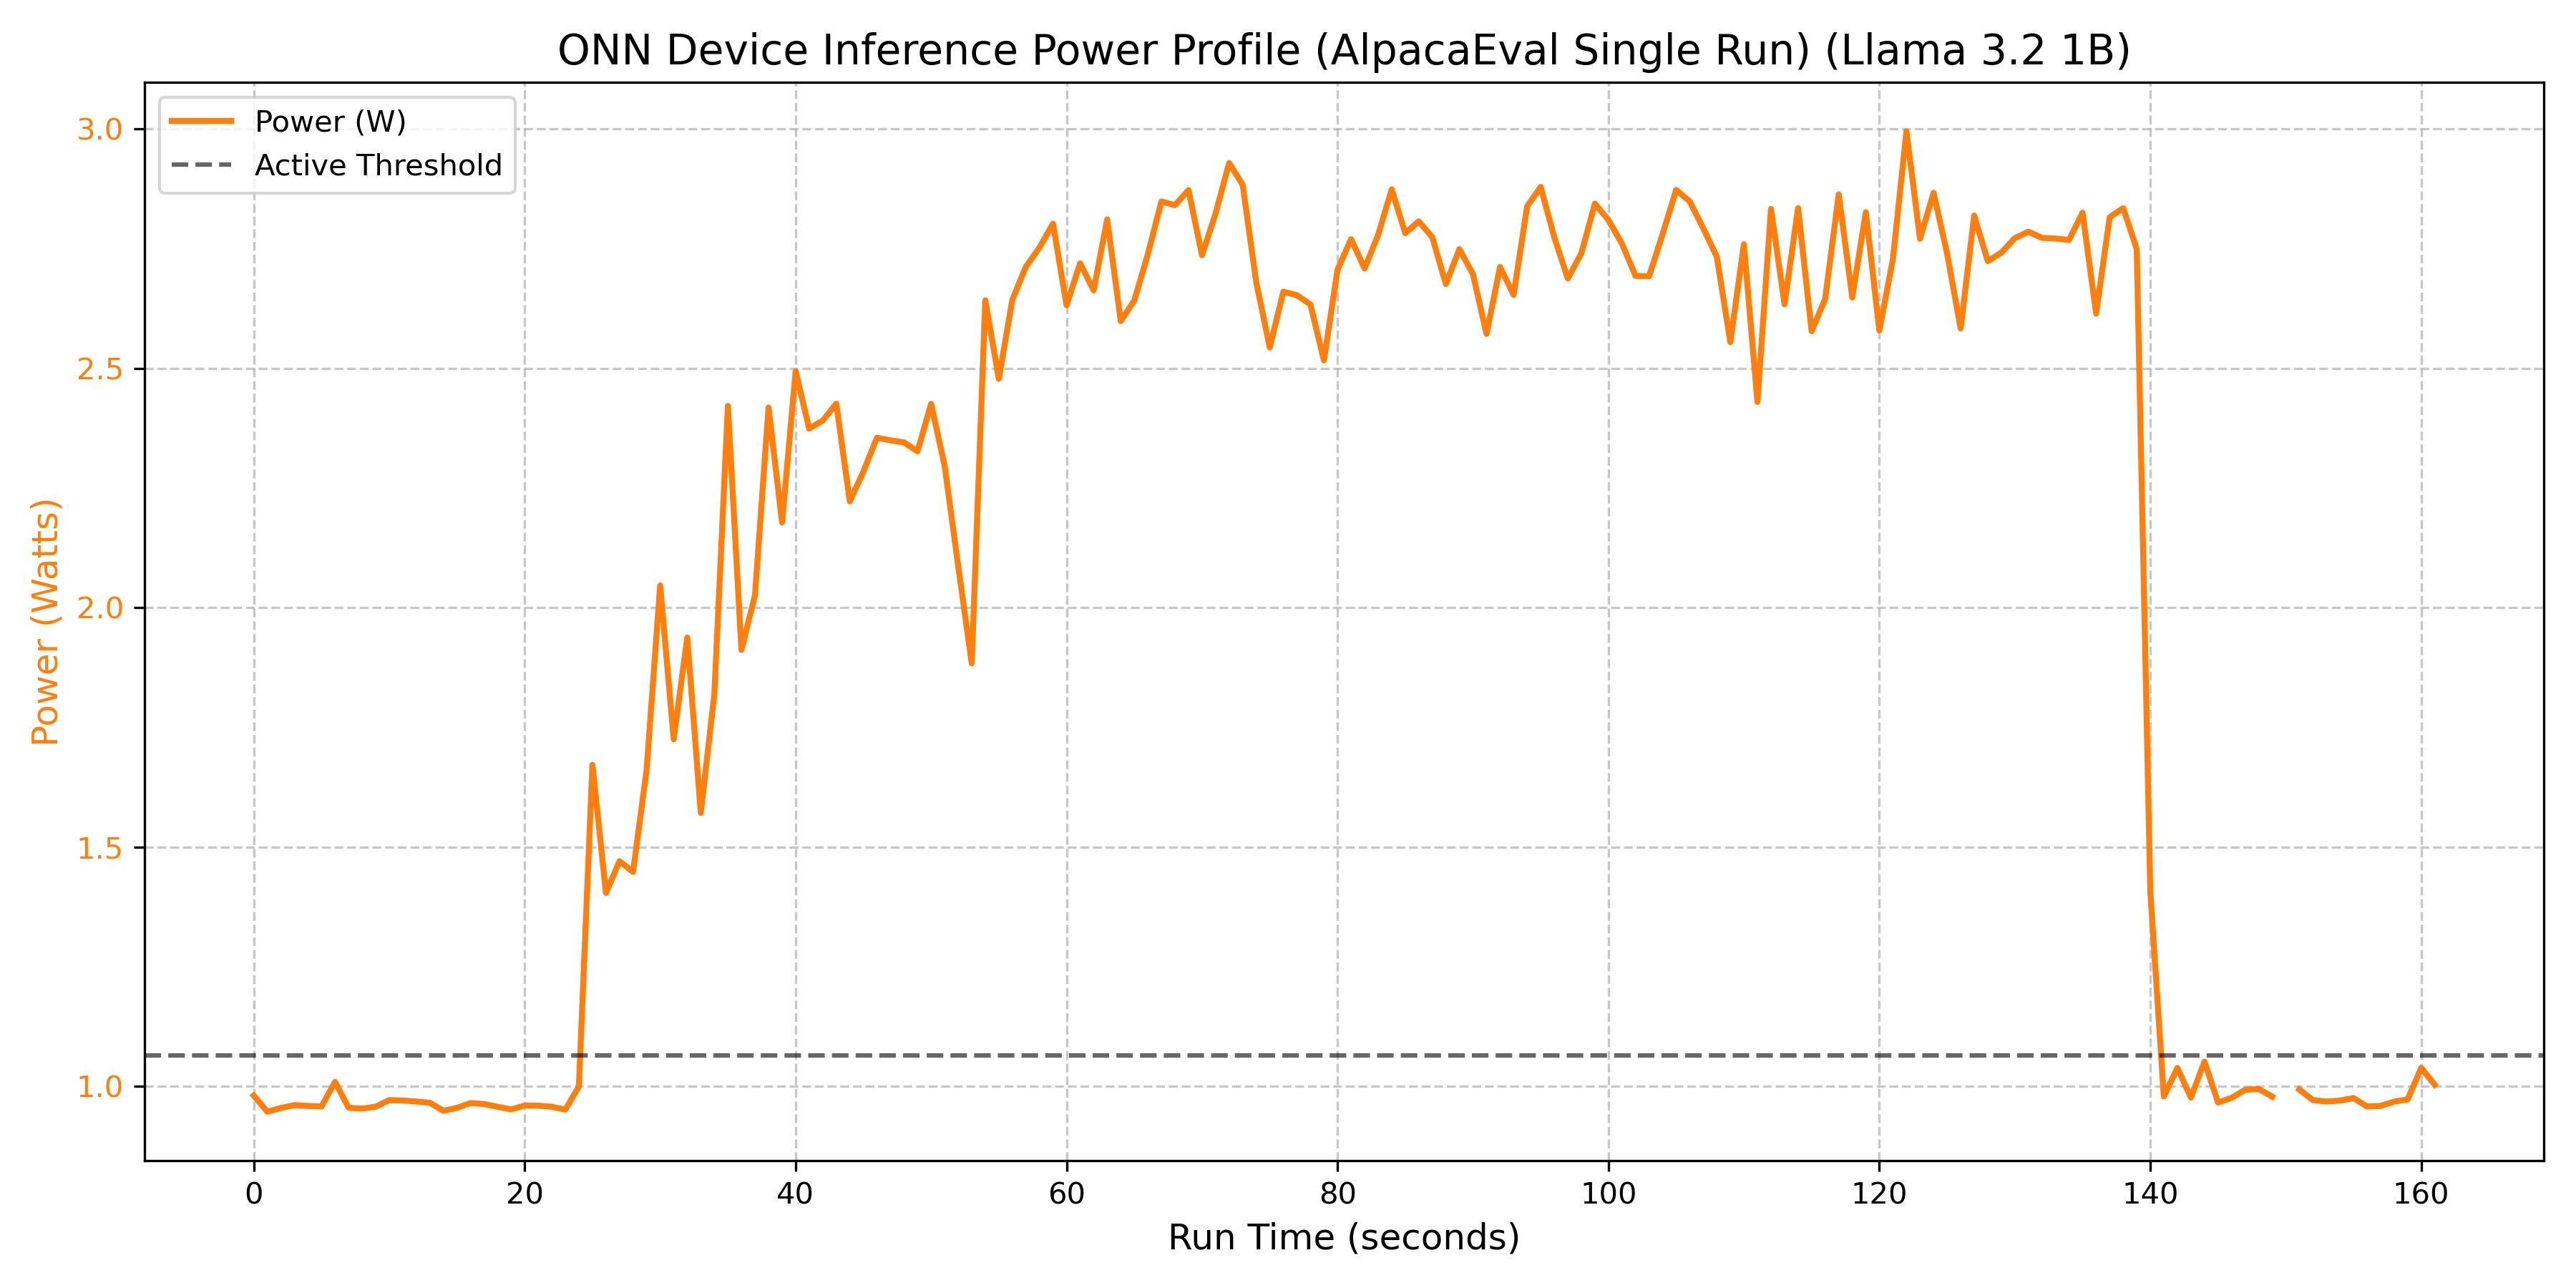 ONN Device Inference Power Profile (AlpacaEval Single Run) (Llama 3.2 1B)
Power (W)
Active Threshold
Power (Watts)
3.0
2.5
2.0
1.5
1.0
0 20 40 60 80 100 120 140 160
Run Time (seconds)